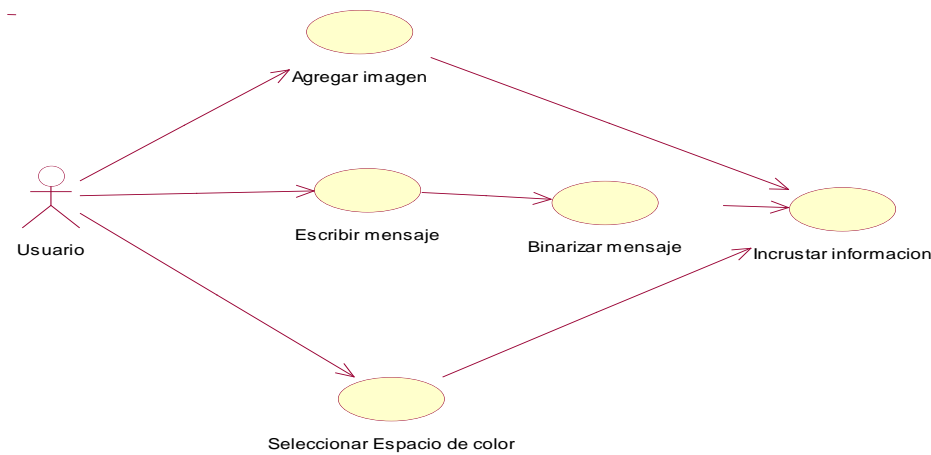 Agregar imagen
Usuario
Escribir mensaje
Binarizar mensaje
Incrustar informacion
Seleccionar Espacio de color